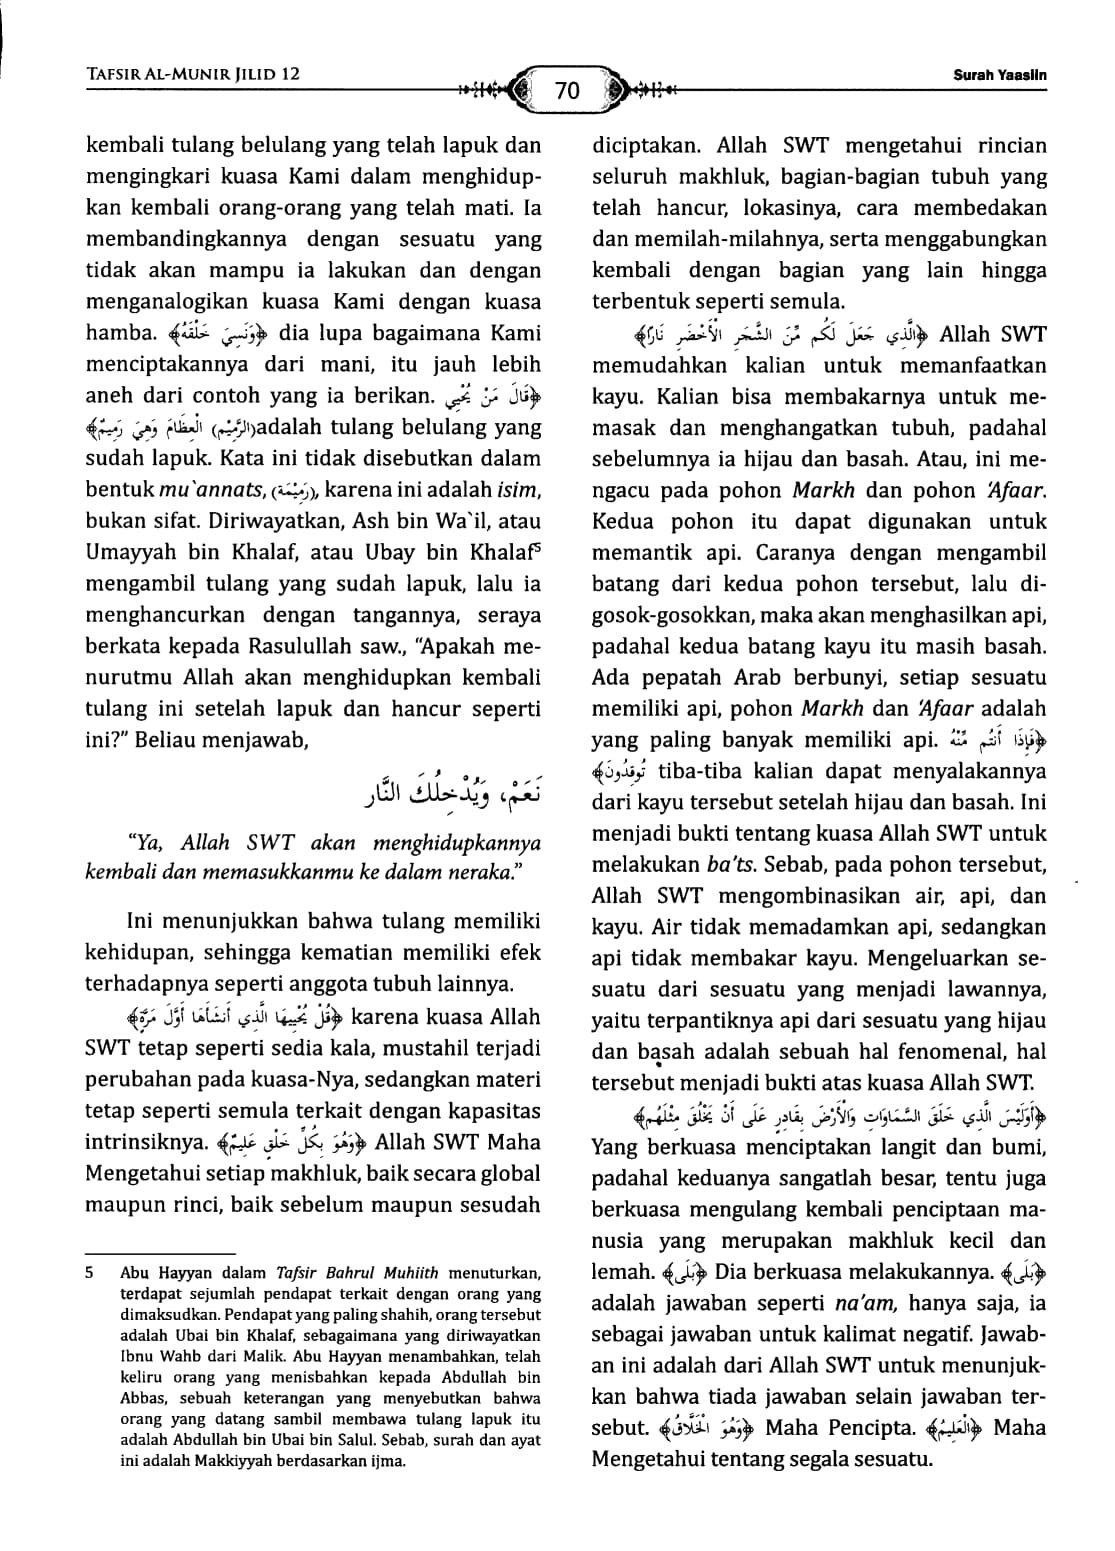 TAFSIR AL-MUNIR JILID 12
70
Surah Yaasiin
kembali tulang belulang yang telah lapuk dan
mengingkari kuasa Kami dalam menghidup-
kan kembali orang-orang yang telah mati. Ia
membandingkannya dengan sesuatu yang
tidak akan mampu ia lakukan dan dengan
menganalogikan kuasa Kami dengan kuasa
hamba. ﴿وَنَسِيَ خَلْقَهُ﴾ dia lupa bagaimana Kami
menciptakannya dari mani, itu jauh lebih
aneh dari contoh yang ia berikan. ﴿قَالَ مَنْ يُحْيِي
الْعِظَامَ وَهِيَ رَمِيمٌ﴾ (الرَّمِيْم)adalah tulang belulang yang
sudah lapuk. Kata ini tidak disebutkan dalam
bentuk mu`annats, (رَمِيْمَة), karena ini adalah isim,
bukan sifat. Diriwayatkan, Ash bin Wa`il, atau
Umayyah bin Khalaf, atau Ubay bin Khalaf⁵
mengambil tulang yang sudah lapuk, lalu ia
menghancurkan dengan tangannya, seraya
berkata kepada Rasulullah saw., “Apakah me-
nurutmu Allah akan menghidupkan kembali
tulang ini setelah lapuk dan hancur seperti
ini?” Beliau menjawab,
نَعَمْ، وَيُدْخِلُكَ النَّار
“Ya, Allah SWT akan menghidupkannya
kembali dan memasukkanmu ke dalam neraka.”
Ini menunjukkan bahwa tulang memiliki
kehidupan, sehingga kematian memiliki efek
terhadapnya seperti anggota tubuh lainnya.
﴿قُلْ يُحْيِيهَا الَّذِي أَنشَأَهَا أَوَّلَ مَرَّةٍ﴾ karena kuasa Allah
SWT tetap seperti sedia kala, mustahil terjadi
perubahan pada kuasa-Nya, sedangkan materi
tetap seperti semula terkait dengan kapasitas
intrinsiknya. ﴿وَهُوَ بِكُلِّ خَلْقٍ عَلِيمٌ﴾ Allah SWT Maha
Mengetahui setiap makhluk, baik secara global
maupun rinci, baik sebelum maupun sesudah
5 Abu Hayyan dalam Tafsir Bahrul Muhiith menuturkan,
terdapat sejumlah pendapat terkait dengan orang yang
dimaksudkan. Pendapat yang paling shahih, orang tersebut
adalah Ubai bin Khalaf, sebagaimana yang diriwayatkan
Ibnu Wahb dari Malik. Abu Hayyan menambahkan, telah
keliru orang yang menisbahkan kepada Abdullah bin
Abbas, sebuah keterangan yang menyebutkan bahwa
orang yang datang sambil membawa tulang lapuk itu
adalah Abdullah bin Ubai bin Salul. Sebab, surah dan ayat
ini adalah Makkiyyah berdasarkan ijma.
diciptakan. Allah SWT mengetahui rincian
seluruh makhluk, bagian-bagian tubuh yang
telah hancur, lokasinya, cara membedakan
dan memilah-milahnya, serta menggabungkan
kembali dengan bagian yang lain hingga
terbentuk seperti semula.
﴿الَّذِي جَعَلَ لَكُم مِّنَ الشَّجَرِ الْأَخْضَرِ نَارًا﴾ Allah SWT
memudahkan kalian untuk memanfaatkan
kayu. Kalian bisa membakarnya untuk me-
masak dan menghangatkan tubuh, padahal
sebelumnya ia hijau dan basah. Atau, ini me-
ngacu pada pohon Markh dan pohon ‘Afaar.
Kedua pohon itu dapat digunakan untuk
memantik api. Caranya dengan mengambil
batang dari kedua pohon tersebut, lalu di-
gosok-gosokkan, maka akan menghasilkan api,
padahal kedua batang kayu itu masih basah.
Ada pepatah Arab berbunyi, setiap sesuatu
memiliki api, pohon Markh dan ‘Afaar adalah
yang paling banyak memiliki api. ﴿فَإِذَا أَنتُم مِّنْهُ
تُوقِدُونَ﴾ tiba-tiba kalian dapat menyalakannya
dari kayu tersebut setelah hijau dan basah. Ini
menjadi bukti tentang kuasa Allah SWT untuk
melakukan ba’ts. Sebab, pada pohon tersebut,
Allah SWT mengombinasikan air, api, dan
kayu. Air tidak memadamkan api, sedangkan
api tidak membakar kayu. Mengeluarkan se-
suatu dari sesuatu yang menjadi lawannya,
yaitu terpantiknya api dari sesuatu yang hijau
dan basah adalah sebuah hal fenomenal, hal
tersebut menjadi bukti atas kuasa Allah SWT.
﴿أَوَلَيْسَ الَّذِي خَلَقَ السَّمَاوَاتِ وَالْأَرْضَ بِقَادِرٍ عَلَى أَنْ يَخْلُقَ مِثْلَهُم﴾
Yang berkuasa menciptakan langit dan bumi,
padahal keduanya sangatlah besar, tentu juga
berkuasa mengulang kembali penciptaan ma-
nusia yang merupakan makhluk kecil dan
lemah. ﴿بَلَى﴾ Dia berkuasa melakukannya. ﴿بَلَى﴾
adalah jawaban seperti na’am, hanya saja, ia
sebagai jawaban untuk kalimat negatif. Jawab-
an ini adalah dari Allah SWT untuk menunjuk-
kan bahwa tiada jawaban selain jawaban ter-
sebut. ﴿وَهُوَ الْخَلَّاقُ﴾ Maha Pencipta. ﴿الْعَلِيمُ﴾ Maha
Mengetahui tentang segala sesuatu.